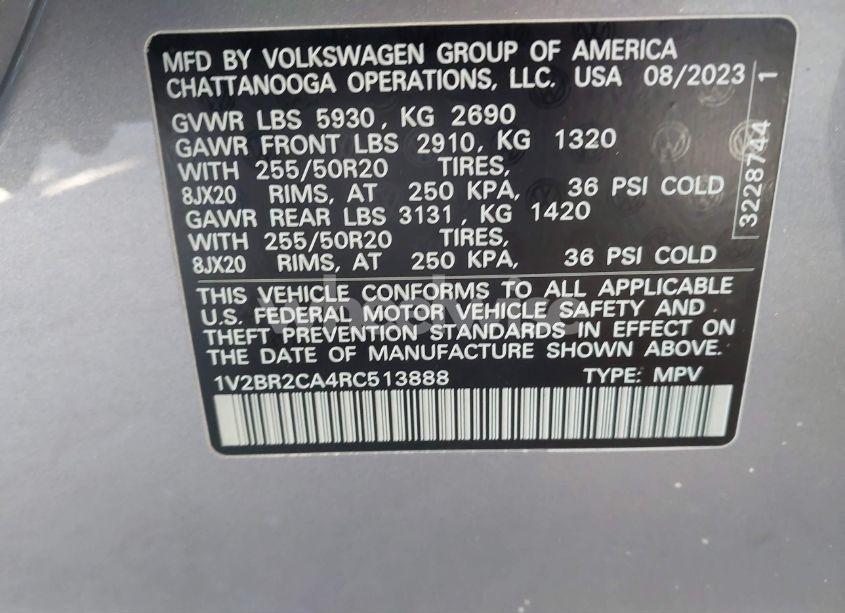 MFD BY VOLKSWAGEN GROUP OF AMERICA
CHATTANOOGA OPERATIONS, LLC. USA 08/2023
GVWR LBS 5930, KG 2690
GAWR FRONT LBS 2910, KG 1320
WITH 255/50R20 TIRES,
8JX20 RIMS, AT 250 KPA, 36 PSI COLD
GAWR REAR LBS 3131, KG 1420
WITH 255/50R20 TIRES,
8JX20 RIMS, AT 250 KPA, 36 PSI COLD
THIS VEHICLE CONFORMS TO ALL APPLICABLE
U.S. FEDERAL MOTOR VEHICLE SAFETY AND
THEFT PREVENTION STANDARDS IN EFFECT ON
THE DATE OF MANUFACTURE SHOWN ABOVE.
1V2BR2CA4RC513888 TYPE: MPV
3228744 1